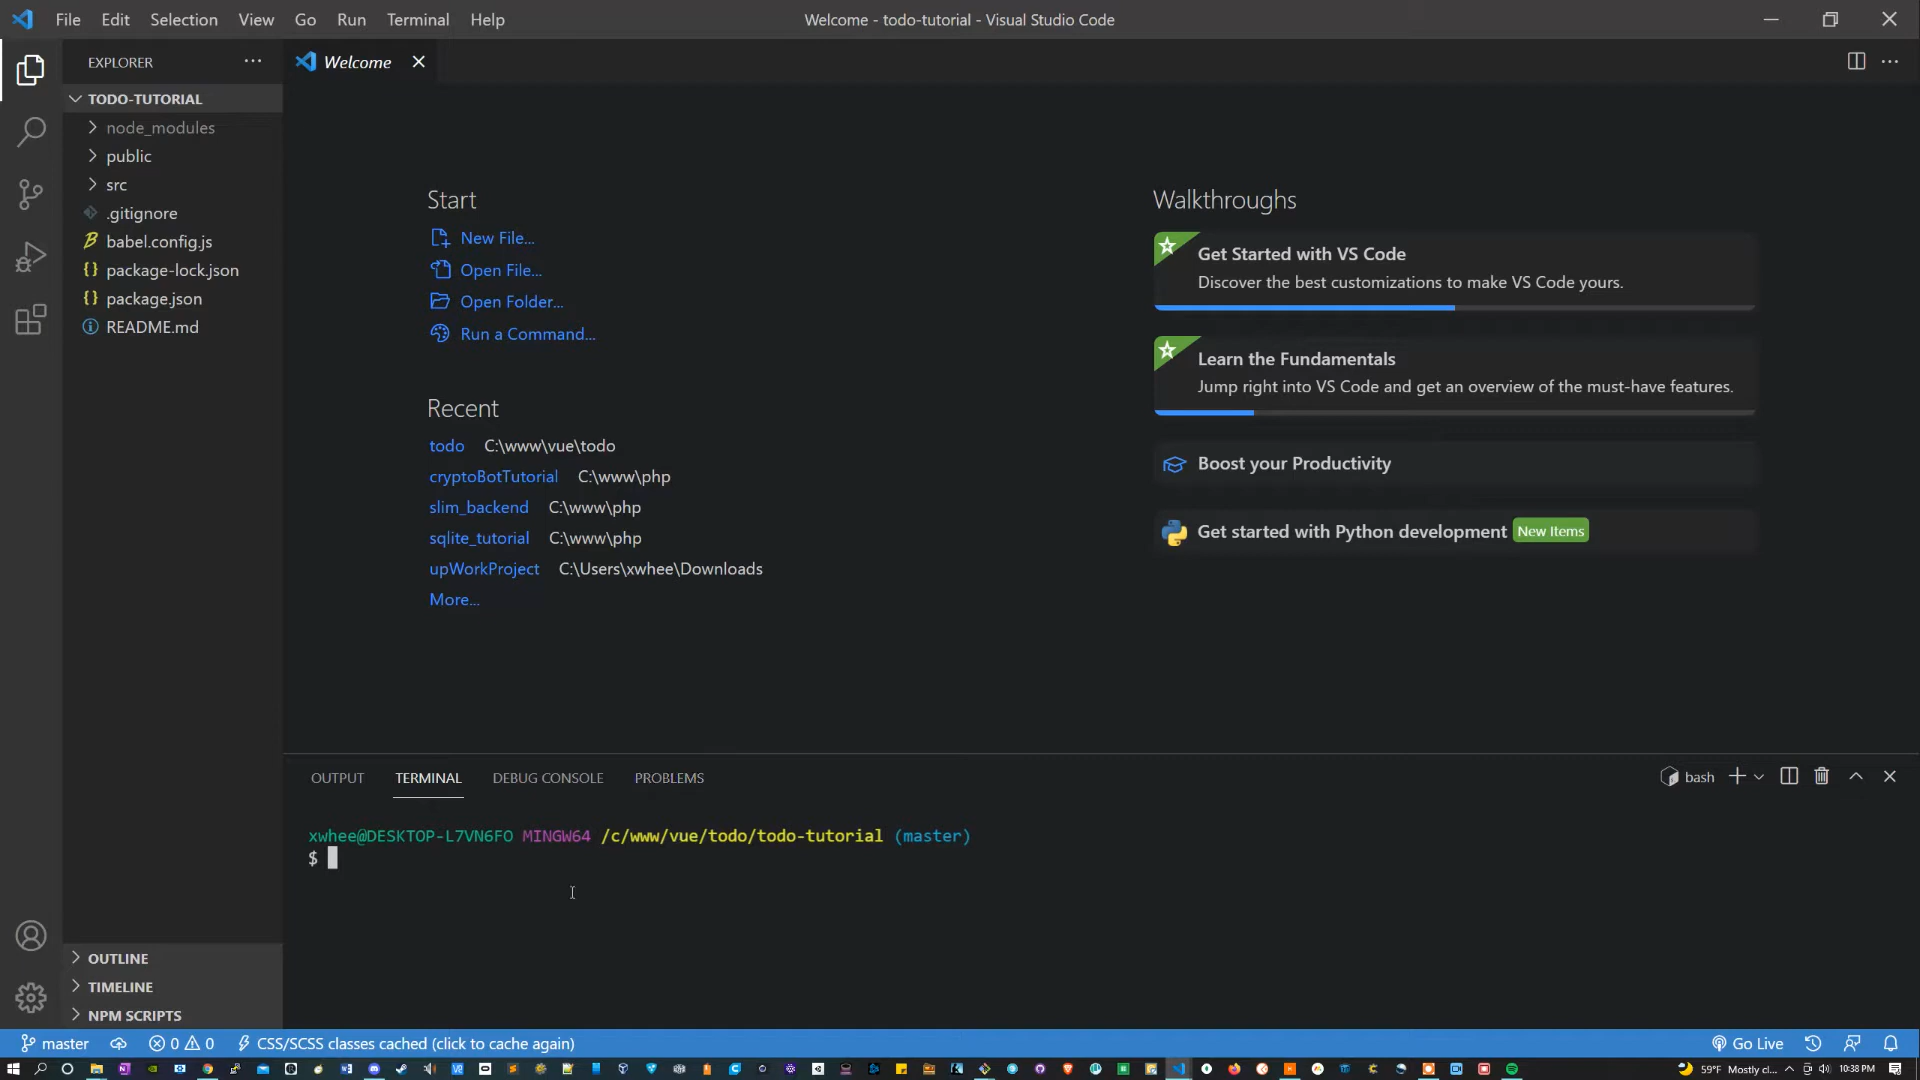 File Edit Selection View Go Run Terminal Help
Welcome - todo-tutorial - Visual Studio Code
EXPLORER
Welcome
TODO-TUTORIAL
node_modules
public
src
.gitignore
babel.config.js
package-lock.json
package.json
README.md
Start
New File...
Open File...
Open Folder...
Run a Command...
Recent
todo C:\www\vue\todo
cryptoBotTutorial C:\www\php
slim_backend C:\www\php
sqlite_tutorial C:\www\php
upWorkProject C:\Users\xwhee\Downloads
More...
Walkthroughs
Get Started with VS Code
Discover the best customizations to make VS Code yours.
Learn the Fundamentals
Jump right into VS Code and get an overview of the must-have features.
Boost your Productivity
Get started with Python development New Items
OUTPUT TERMINAL DEBUG CONSOLE PROBLEMS
bash
xwhee@DESKTOP-L7VN6FO MINGW64 /c/www/vue/todo/todo-tutorial (master)
$
OUTLINE
TIMELINE
NPM SCRIPTS
master 0 0 CSS/SCSS classes cached (click to cache again)
Go Live
59°F Mostly cl... 10:38 PM